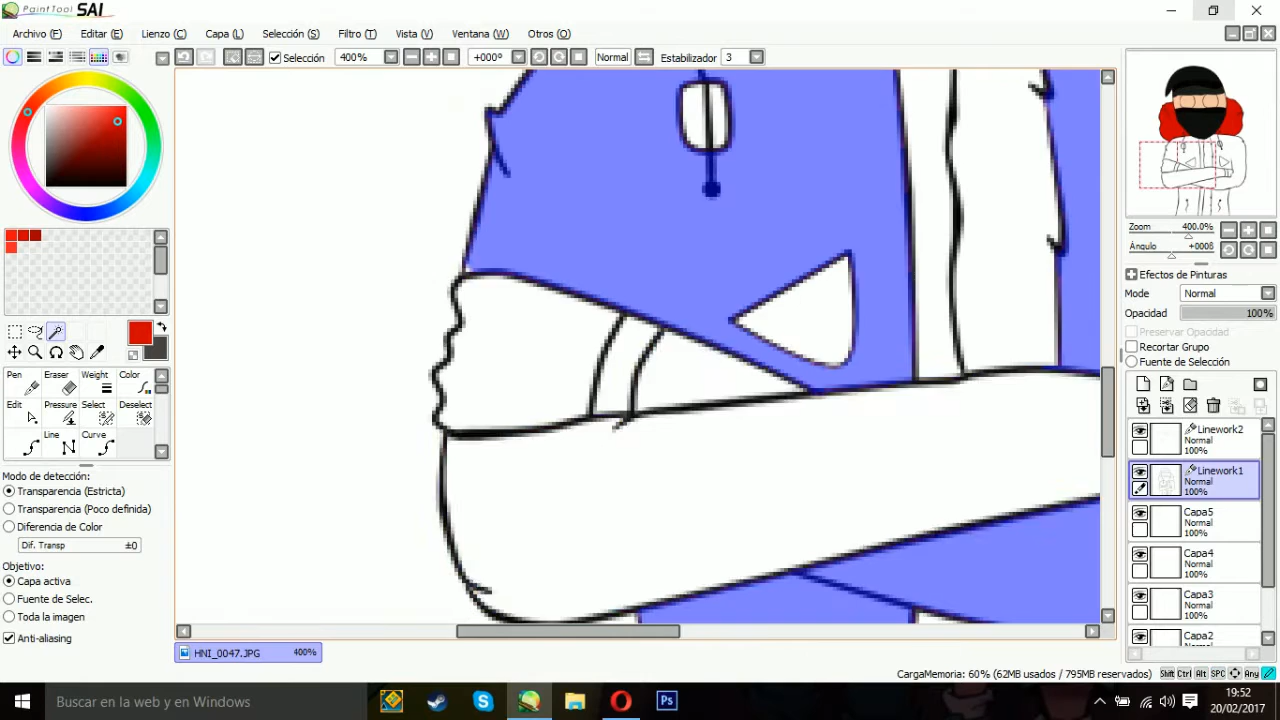 PaintTool SAI
Archivo (F) Editar (E) Lienzo (C) Capa (L) Selección (S) Filtro (T) Vista (V) Ventana (W) Otros (O)
Selección 400% +000º Normal Estabilizador 3
Zoom 400.0%
Ángulo +000ß
Efectos de Pinturas
Modo Normal
Opacidad 100%
Preservar Opacidad
Recortar Grupo
Fuente de Selección
Pen Eraser Weight Color
Edit Pressure Select Deselect
Line Curve
Modo de detección:
Transparencia (Estricta)
Transparencia (Poco definida)
Diferencia de Color
Dif. Transp ±0
Objetivo:
Capa activa
Fuente de Selec.
Toda la imagen
Anti-aliasing
Linework2
Normal
100%
Linework1
Normal
100%
Capa5
Normal
100%
Capa4
Normal
100%
Capa3
Normal
100%
Capa2
Normal
HNI_0047.JPG 400%
CargaMemoria: 60% (62MB usados / 795MB reservados) Shift Ctrl Alt SPC Any
Buscar en la web y en Windows
Ps
19:52
20/02/2017